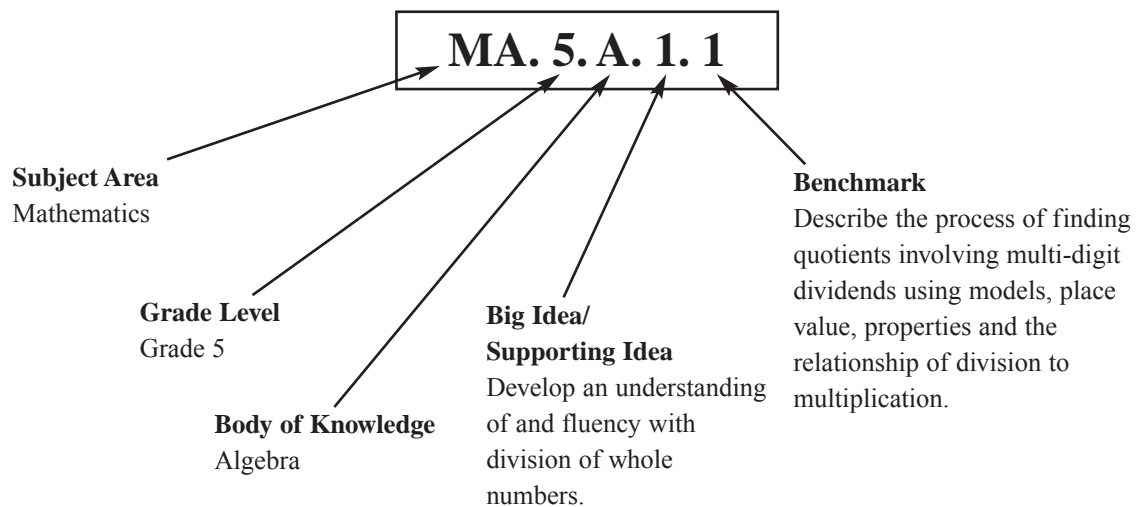 MA. 5. A. 1. 1
Subject Area
Mathematics
Grade Level
Grade 5
Body of Knowledge
Algebra
Big Idea/
Supporting Idea
Develop an understanding
of and fluency with
division of whole
numbers.
Benchmark
Describe the process of finding
quotients involving multi-digit
dividends using models, place
value, properties and the
relationship of division to
multiplication.